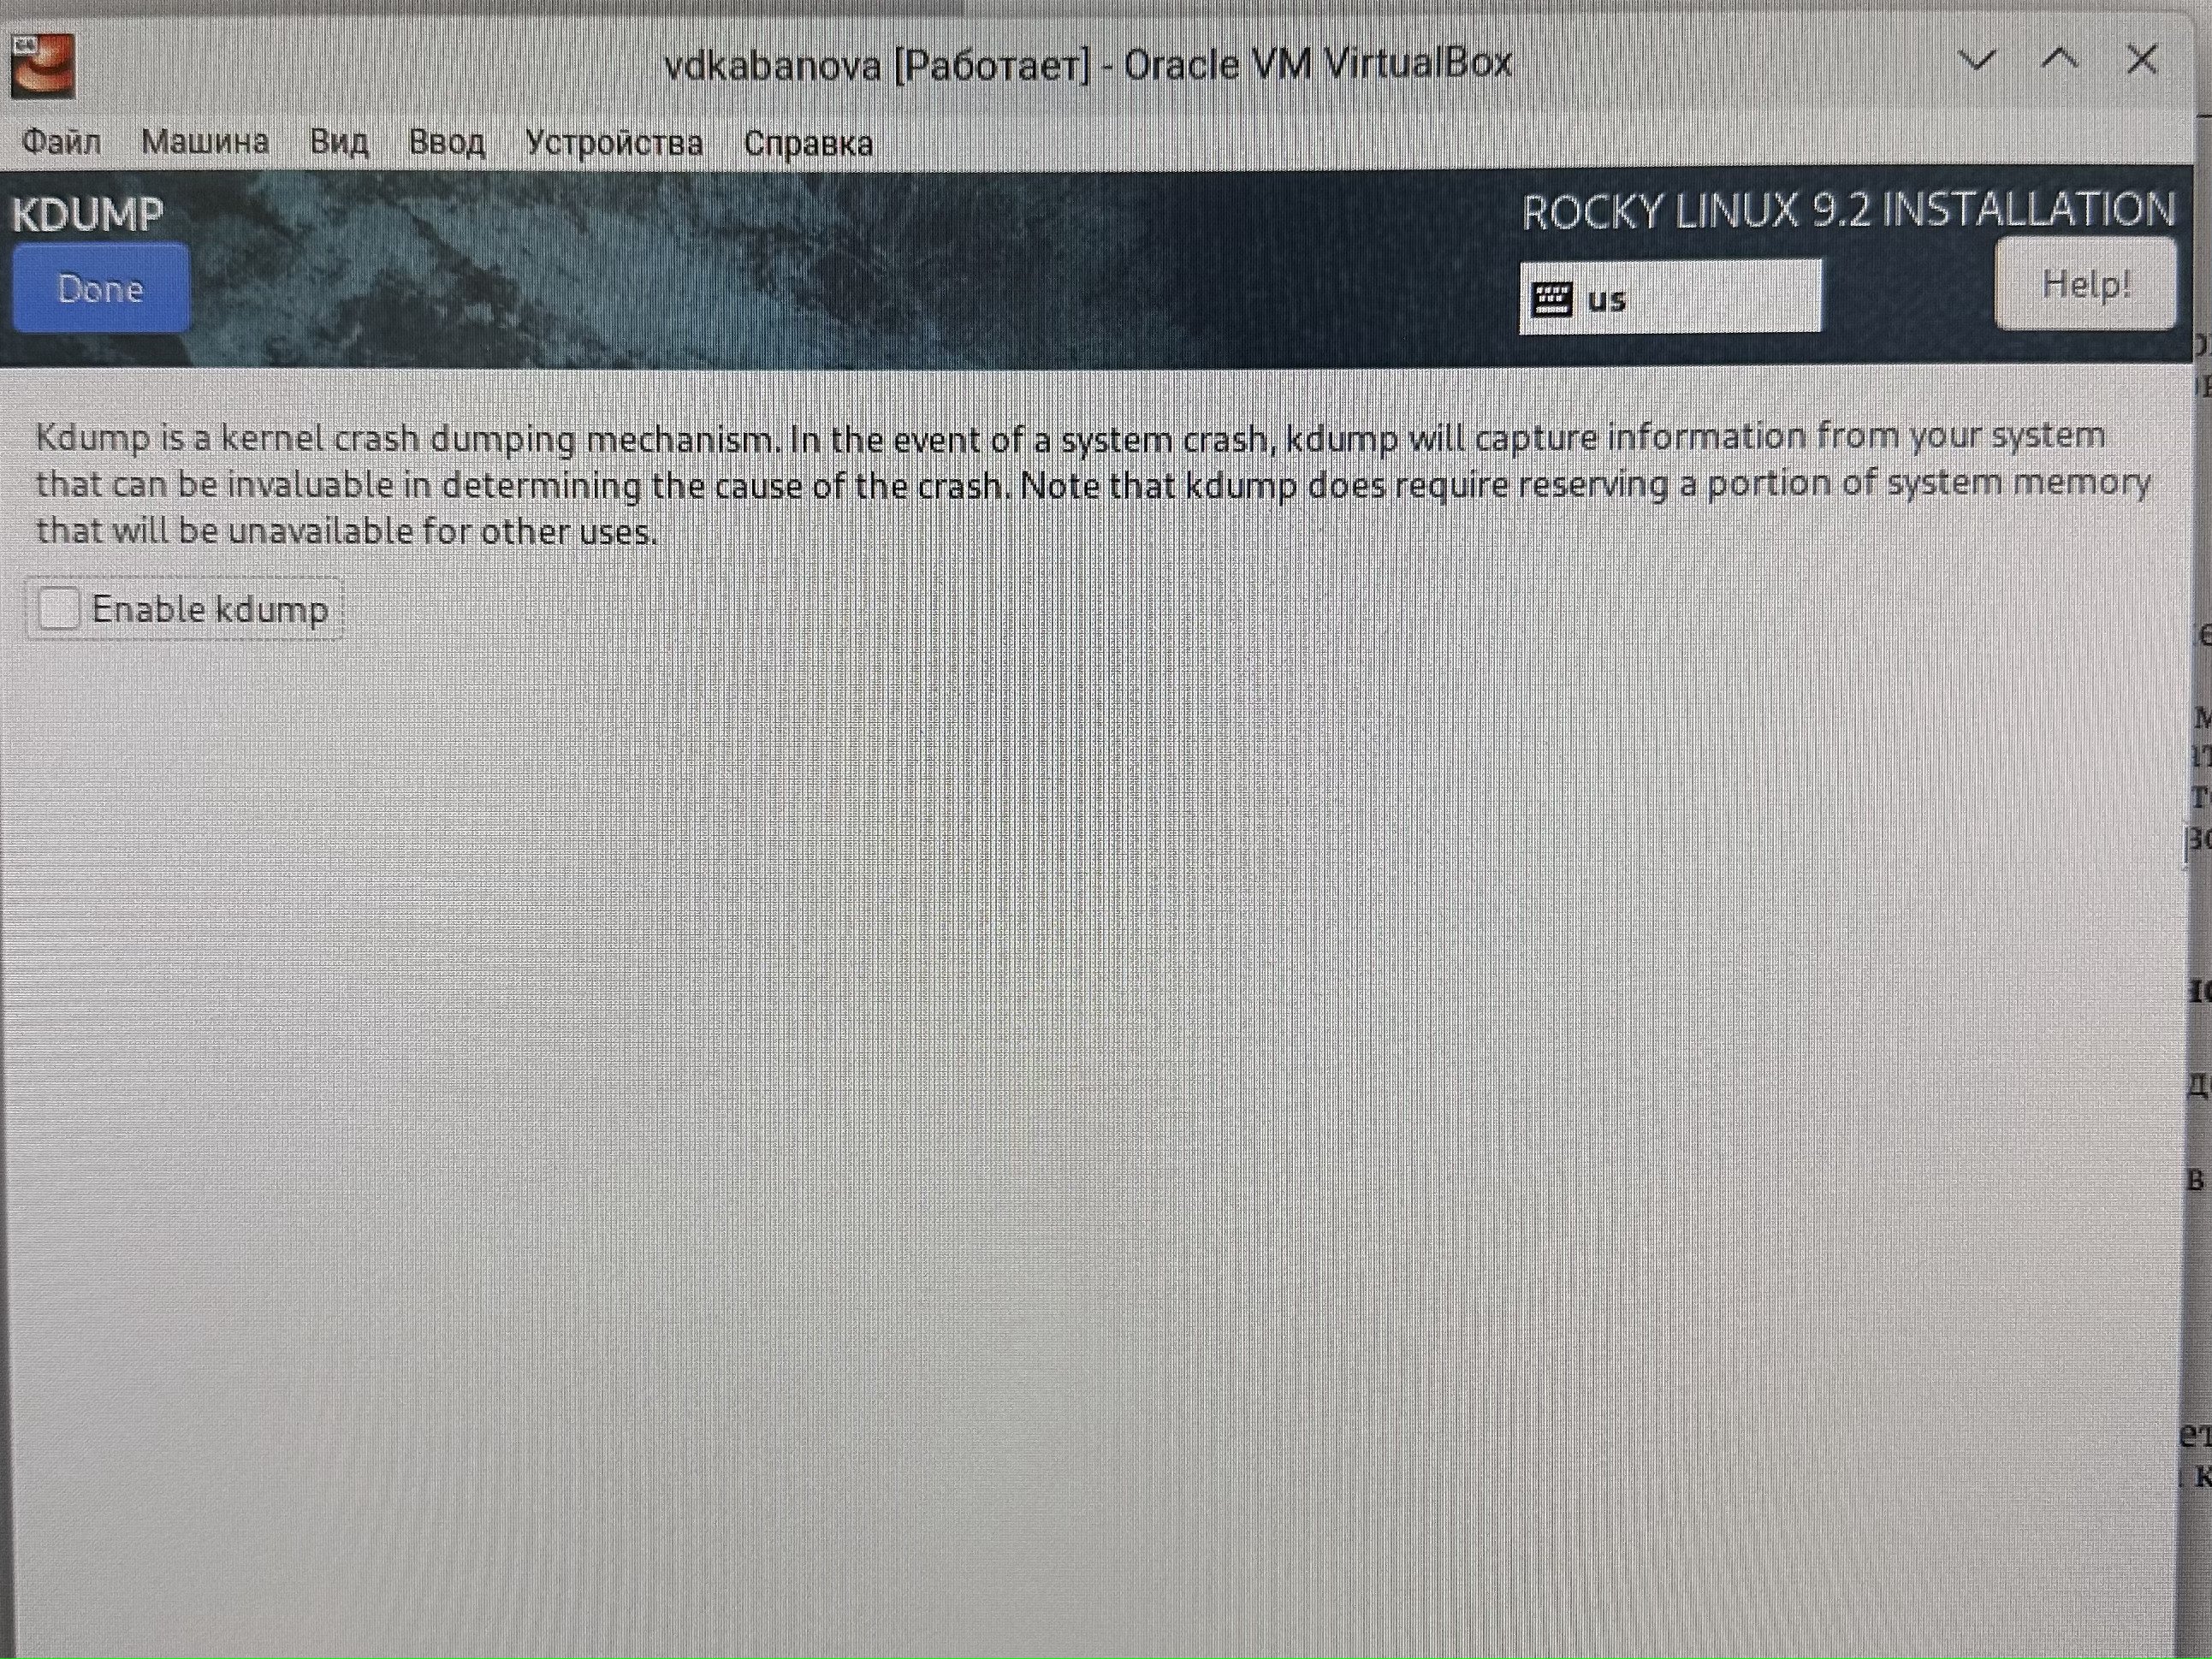 vdkabanova [Работает] - Oracle VM VirtualBox
Файл Машина Вид Ввод Устройства Справка
KDUMP
ROCKY LINUX 9.2 INSTALLATION
Done
us
Help!
Kdump is a kernel crash dumping mechanism. In the event of a system crash, kdump will capture information from your system
that can be invaluable in determining the cause of the crash. Note that kdump does require reserving a portion of system memory
that will be unavailable for other uses.
Enable kdump